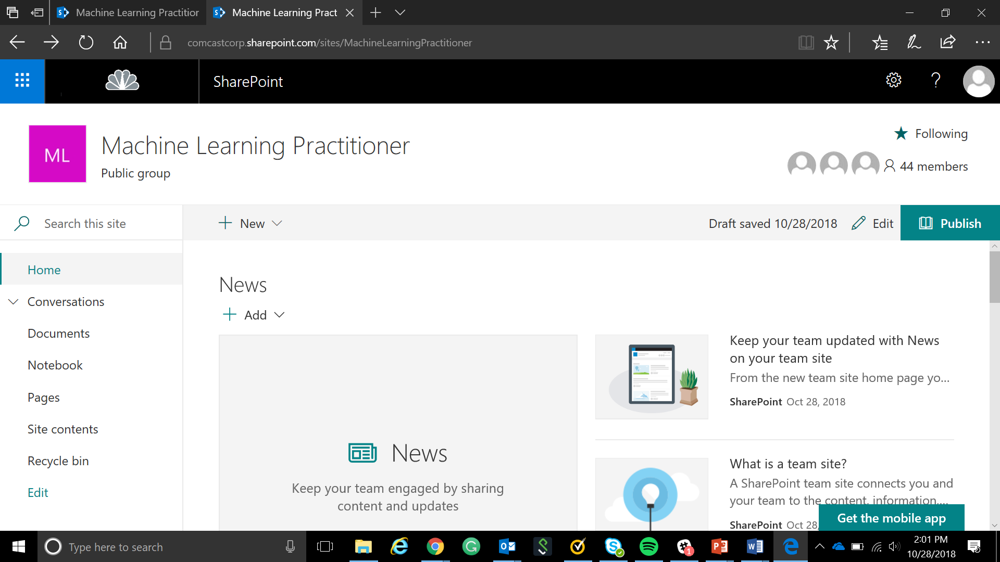 Machine Learning Practitior
Machine Learning Pract
comcastcorp.sharepoint.com/sites/MachineLearningPractitioner
SharePoint
ML
Machine Learning Practitioner
Public group
Following
44 members
Search this site
New
Draft saved 10/28/2018
Edit
Publish
Home
Conversations
Documents
Notebook
Pages
Site contents
Recycle bin
Edit
News
Add
News
Keep your team engaged by sharing
content and updates
Keep your team updated with News
on your team site
From the new team site home page yo...
SharePoint Oct 28, 2018
What is a team site?
A SharePoint team site connects you and
your team to the content, information,...
SharePoint Oct 28,
Get the mobile app
Type here to search
1
2:01 PM
10/28/2018